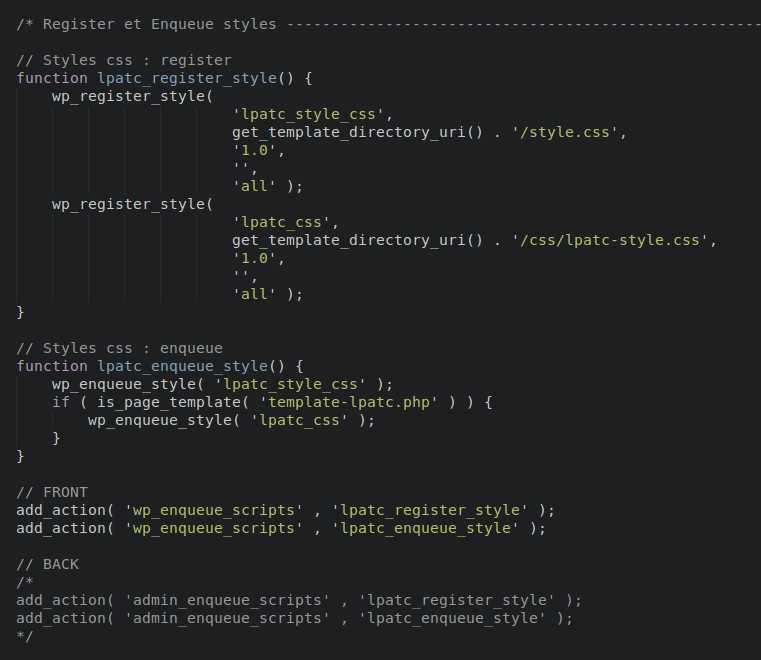 /* Register et Enqueue styles -----------------------------------------------------
// Styles css : register
function lpatc_register_style() {
wp_register_style(
'lpatc_style_css',
get_template_directory_uri() . '/style.css',
'1.0',
'',
'all' );
wp_register_style(
'lpatc_css',
get_template_directory_uri() . '/css/lpatc-style.css',
'1.0',
'',
'all' );
}
// Styles css : enqueue
function lpatc_enqueue_style() {
wp_enqueue_style( 'lpatc_style_css' );
if ( is_page_template( 'template-lpatc.php' ) ) {
wp_enqueue_style( 'lpatc_css' );
}
}
// FRONT
add_action( 'wp_enqueue_scripts' , 'lpatc_register_style' );
add_action( 'wp_enqueue_scripts' , 'lpatc_enqueue_style' );
// BACK
/*
add_action( 'admin_enqueue_scripts' , 'lpatc_register_style' );
add_action( 'admin_enqueue_scripts' , 'lpatc_enqueue_style' );
*/